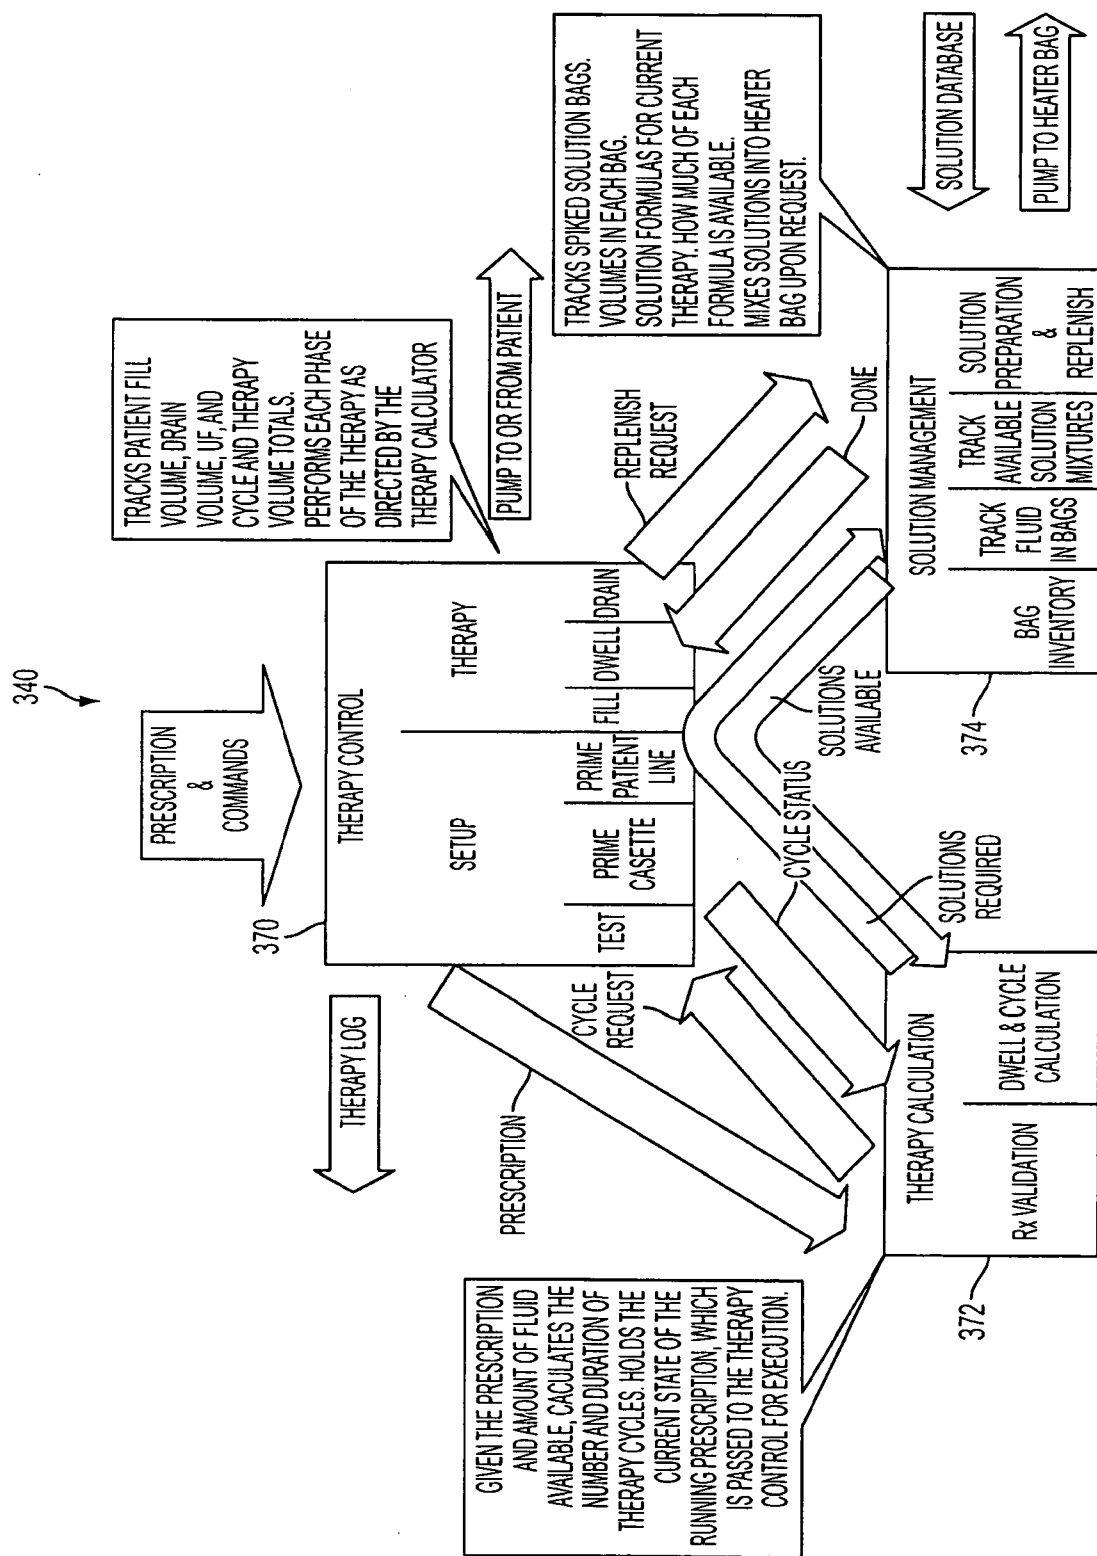 340
PRESCRIPTION
&
COMMANDS
TRACKS PATIENT FILL
VOLUME, DRAIN
VOLUME, UF, AND
CYCLE AND THERAPY
VOLUME TOTALS.
PERFORMS EACH PHASE
OF THE THERAPY AS
DIRECTED BY THE
THERAPY CALCULATOR
370
THERAPY CONTROL
SETUP
THERAPY
TEST
PRIME
CASETTE
PRIME
PATIENT
LINE
FILL
DWELL
DRAIN
THERAPY LOG
PUMP TO OR FROM PATIENT
PRESCRIPTION
CYCLE
REQUEST
CYCLE STATUS
SOLUTIONS
REQUIRED
SOLUTIONS
AVAILABLE
REPLENISH
REQUEST
DONE
GIVEN THE PRESCRIPTION
AND AMOUNT OF FLUID
AVAILABLE, CACULATES THE
NUMBER AND DURATION OF
THERAPY CYCLES. HOLDS THE
CURRENT STATE OF THE
RUNNING PRESCRIPTION, WHICH
IS PASSED TO THE THERAPY
CONTROL FOR EXECUTION.
TRACKS SPIKED SOLUTION BAGS.
VOLUMES IN EACH BAG.
SOLUTION FORMULAS FOR CURRENT
THERAPY. HOW MUCH OF EACH
FORMULA IS AVAILABLE.
MIXES SOLUTIONS INTO HEATER
BAG UPON REQUEST.
372
THERAPY CALCULATION
Rx VALIDATION
DWELL & CYCLE
CALCULATION
374
SOLUTION MANAGEMENT
BAG
INVENTORY
TRACK
FLUID
IN BAGS
TRACK
AVAILABLE
SOLUTION
MIXTURES
SOLUTION
PREPARATION
&
REPLENISH
SOLUTION DATABASE
PUMP TO HEATER BAG